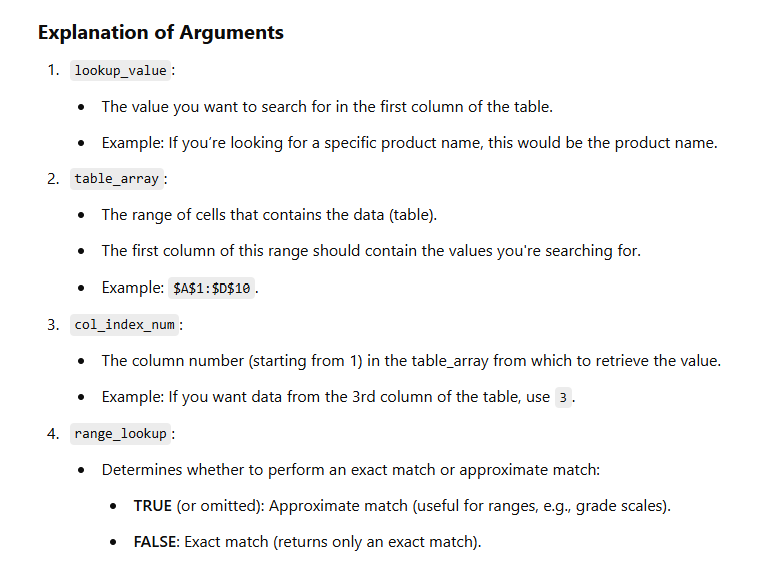 Explanation of Arguments
1. lookup_value:
• The value you want to search for in the first column of the table.
• Example: If you’re looking for a specific product name, this would be the product name.
2. table_array:
• The range of cells that contains the data (table).
• The first column of this range should contain the values you're searching for.
• Example: $A$1:$D$10.
3. col_index_num:
• The column number (starting from 1) in the table_array from which to retrieve the value.
• Example: If you want data from the 3rd column of the table, use 3.
4. range_lookup:
• Determines whether to perform an exact match or approximate match:
• TRUE (or omitted): Approximate match (useful for ranges, e.g., grade scales).
• FALSE: Exact match (returns only an exact match).